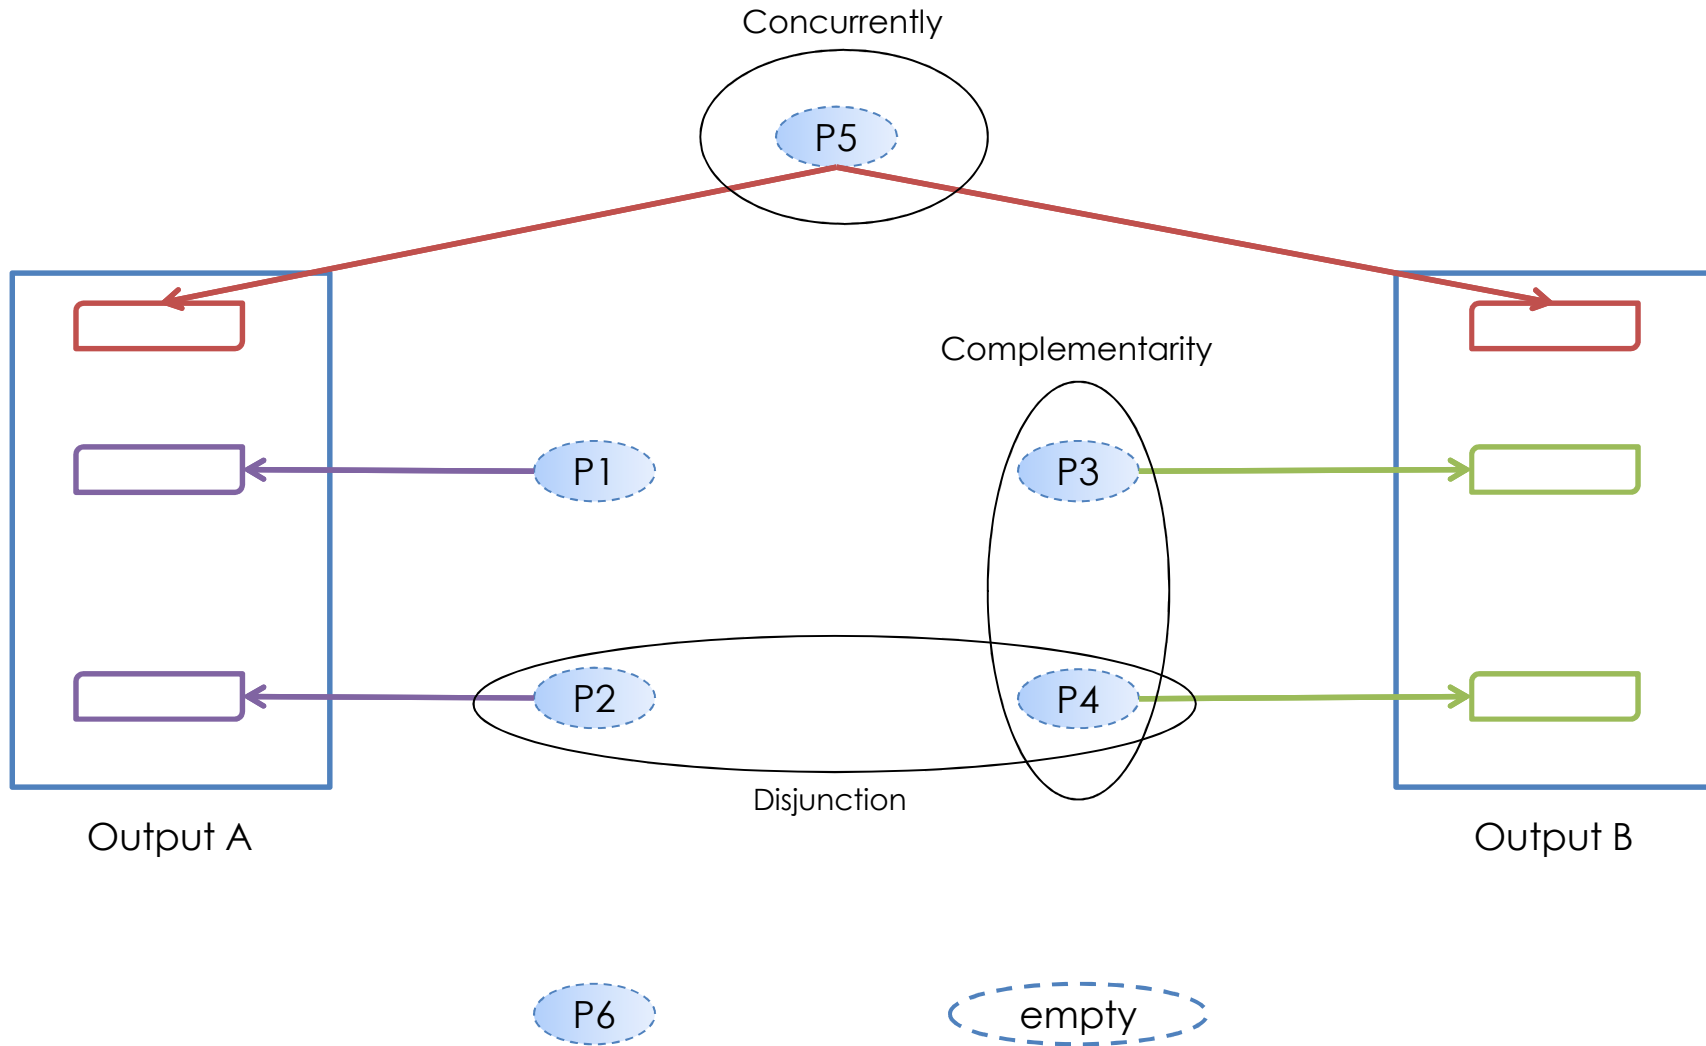 Concurrently
P5
Complementarity
P1
P3
P2
P4
Disjunction
Output A
Output B
P6
empty